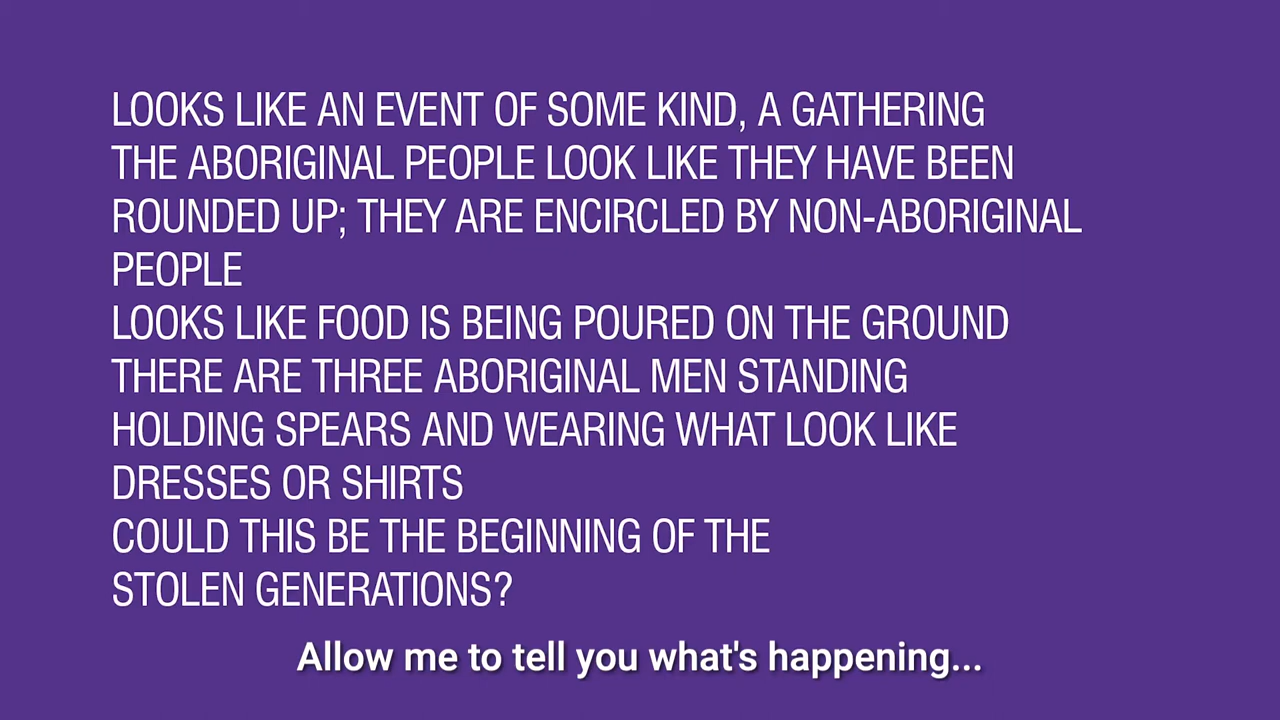 LOOKS LIKE AN EVENT OF SOME KIND, A GATHERING
THE ABORIGINAL PEOPLE LOOK LIKE THEY HAVE BEEN
ROUNDED UP; THEY ARE ENCIRCLED BY NON-ABORIGINAL
PEOPLE
LOOKS LIKE FOOD IS BEING POURED ON THE GROUND
THERE ARE THREE ABORIGINAL MEN STANDING
HOLDING SPEARS AND WEARING WHAT LOOK LIKE
DRESSES OR SHIRTS
COULD THIS BE THE BEGINNING OF THE
STOLEN GENERATIONS?
Allow me to tell you what's happening...